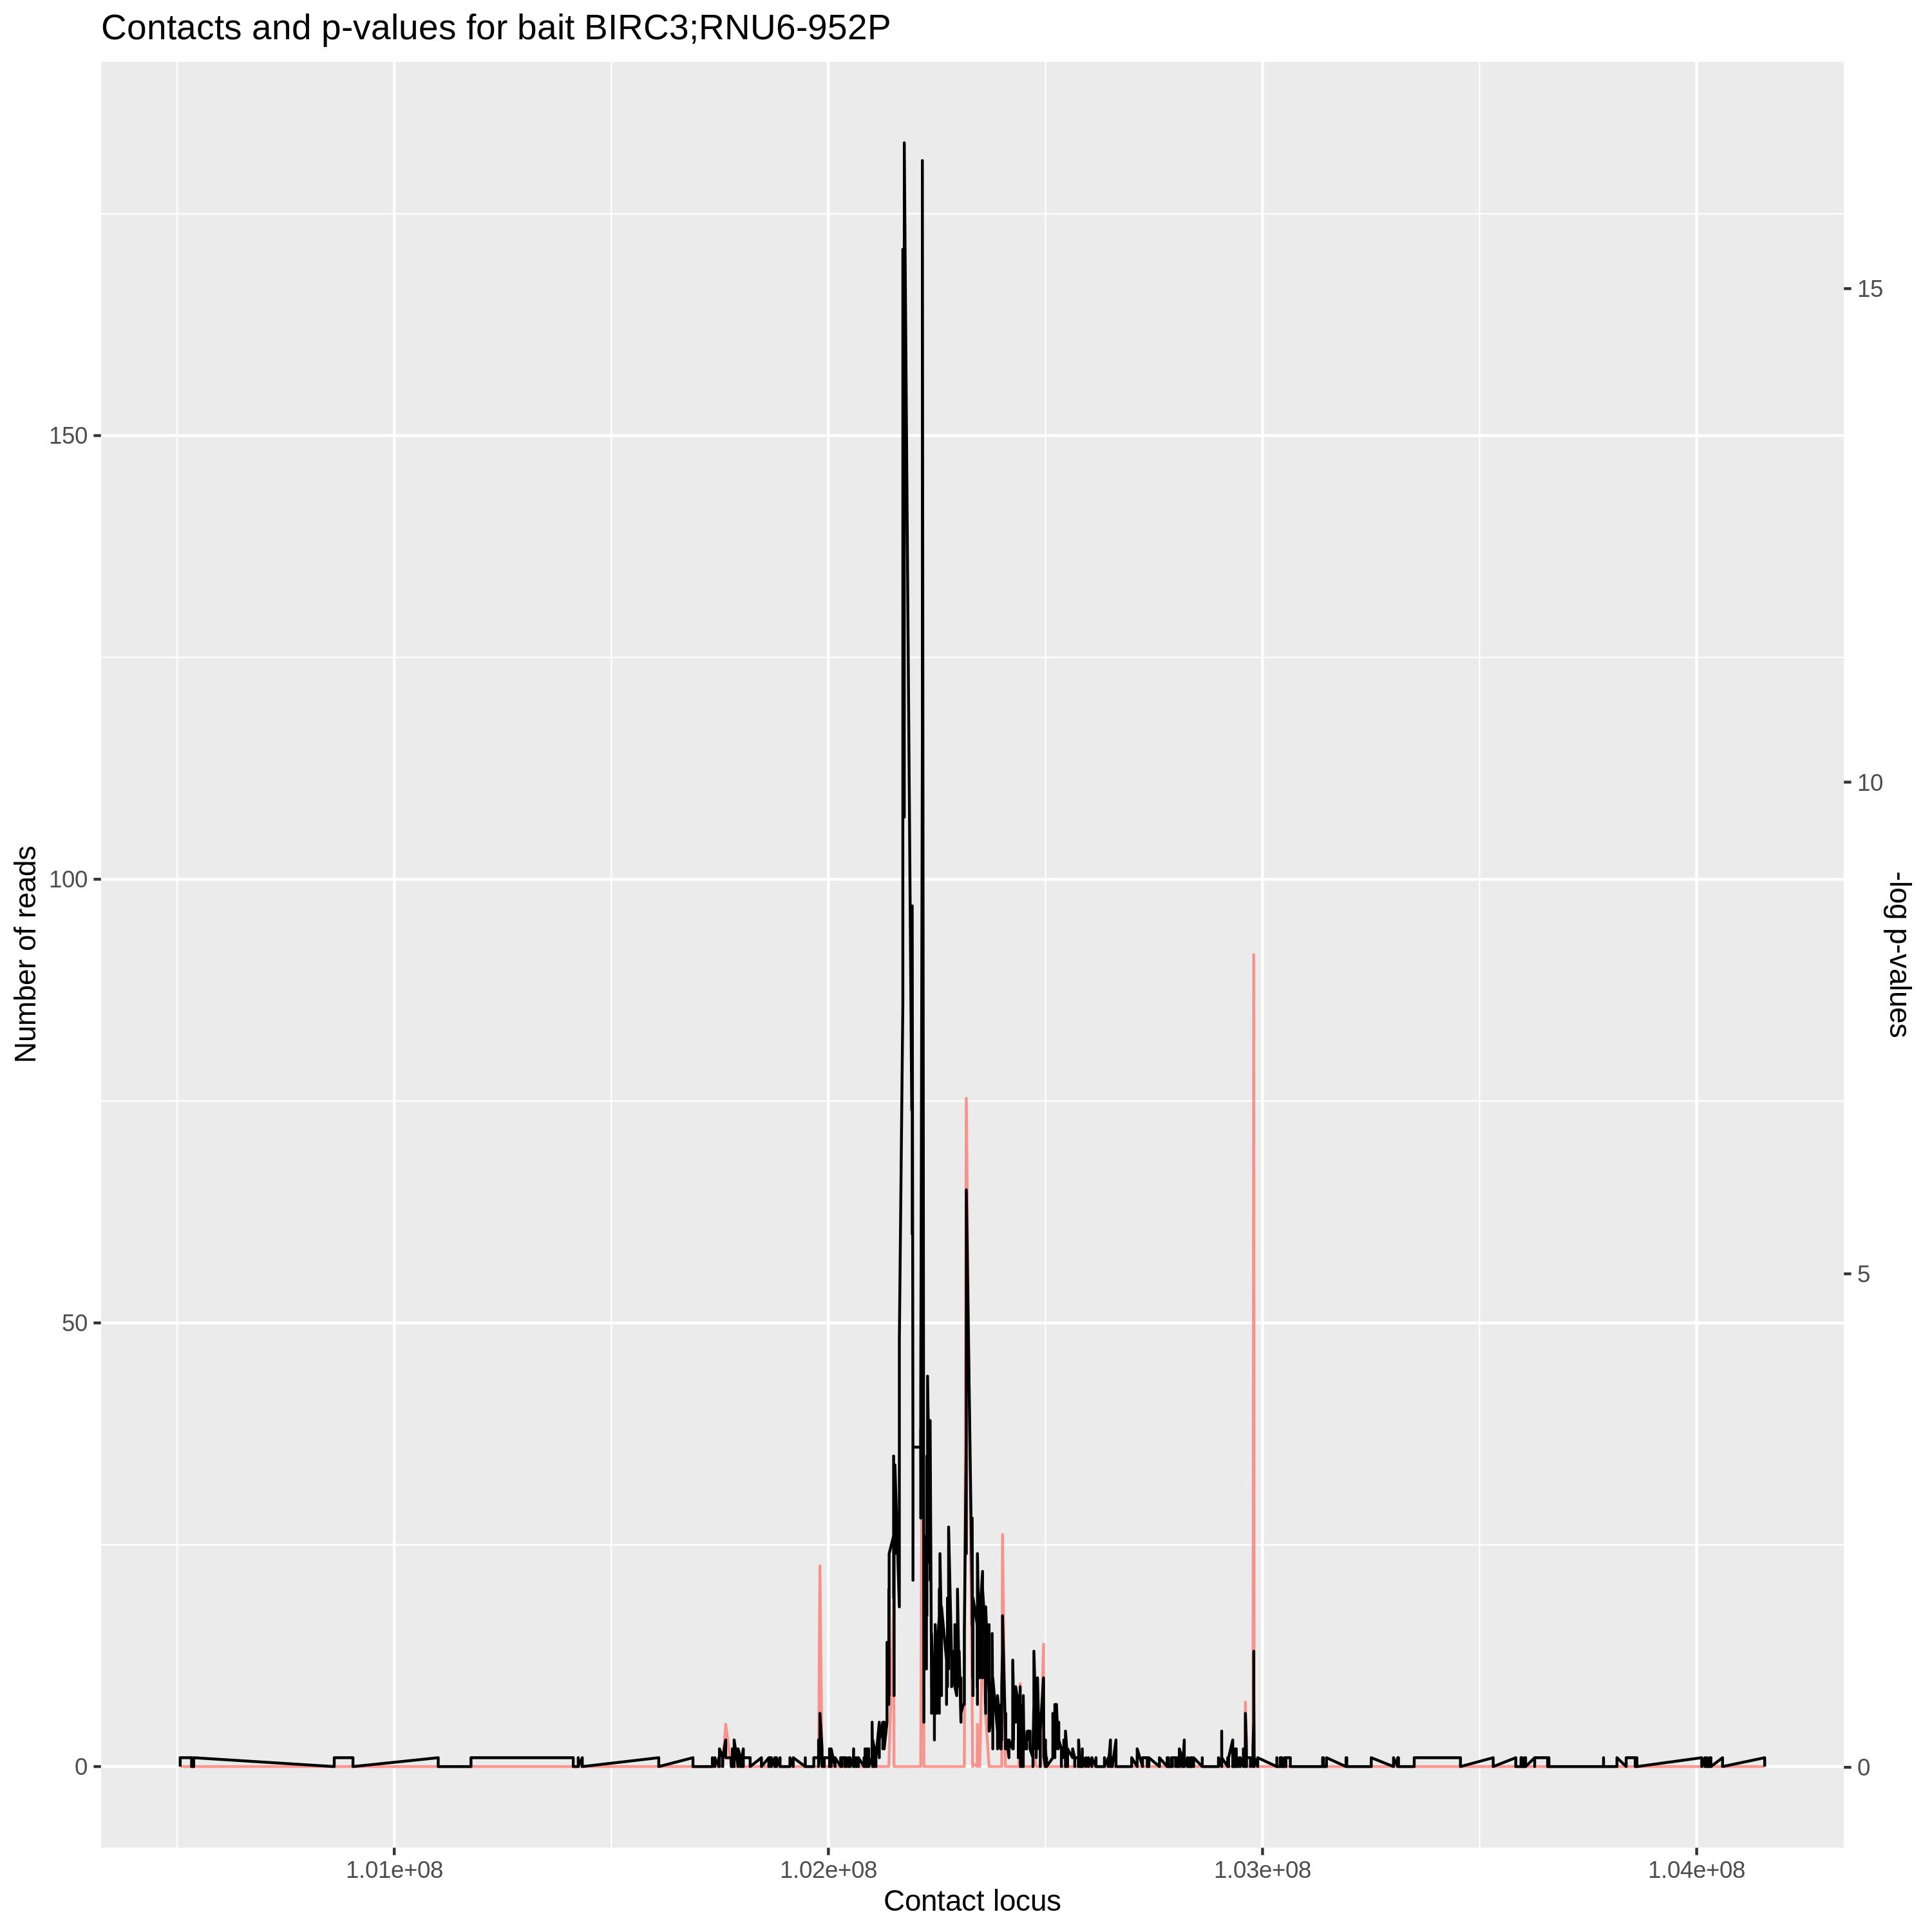 Contacts and p-values for bait BIRC3;RNU6-952P
150
100
50
0
Number of reads
15
10
5
0
-log p-values
1.01e+08
1.02e+08
1.03e+08
1.04e+08
Contact locus